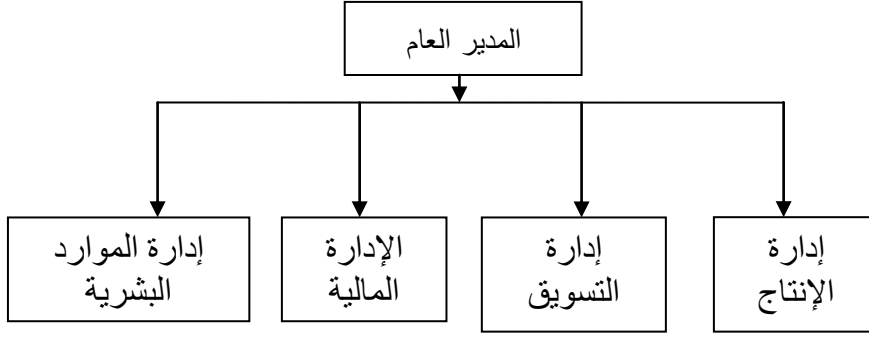 المدير العام
إدارة
الإنتاج
إدارة
التسويق
الإدارة
المالية
إدارة الموارد
البشرية